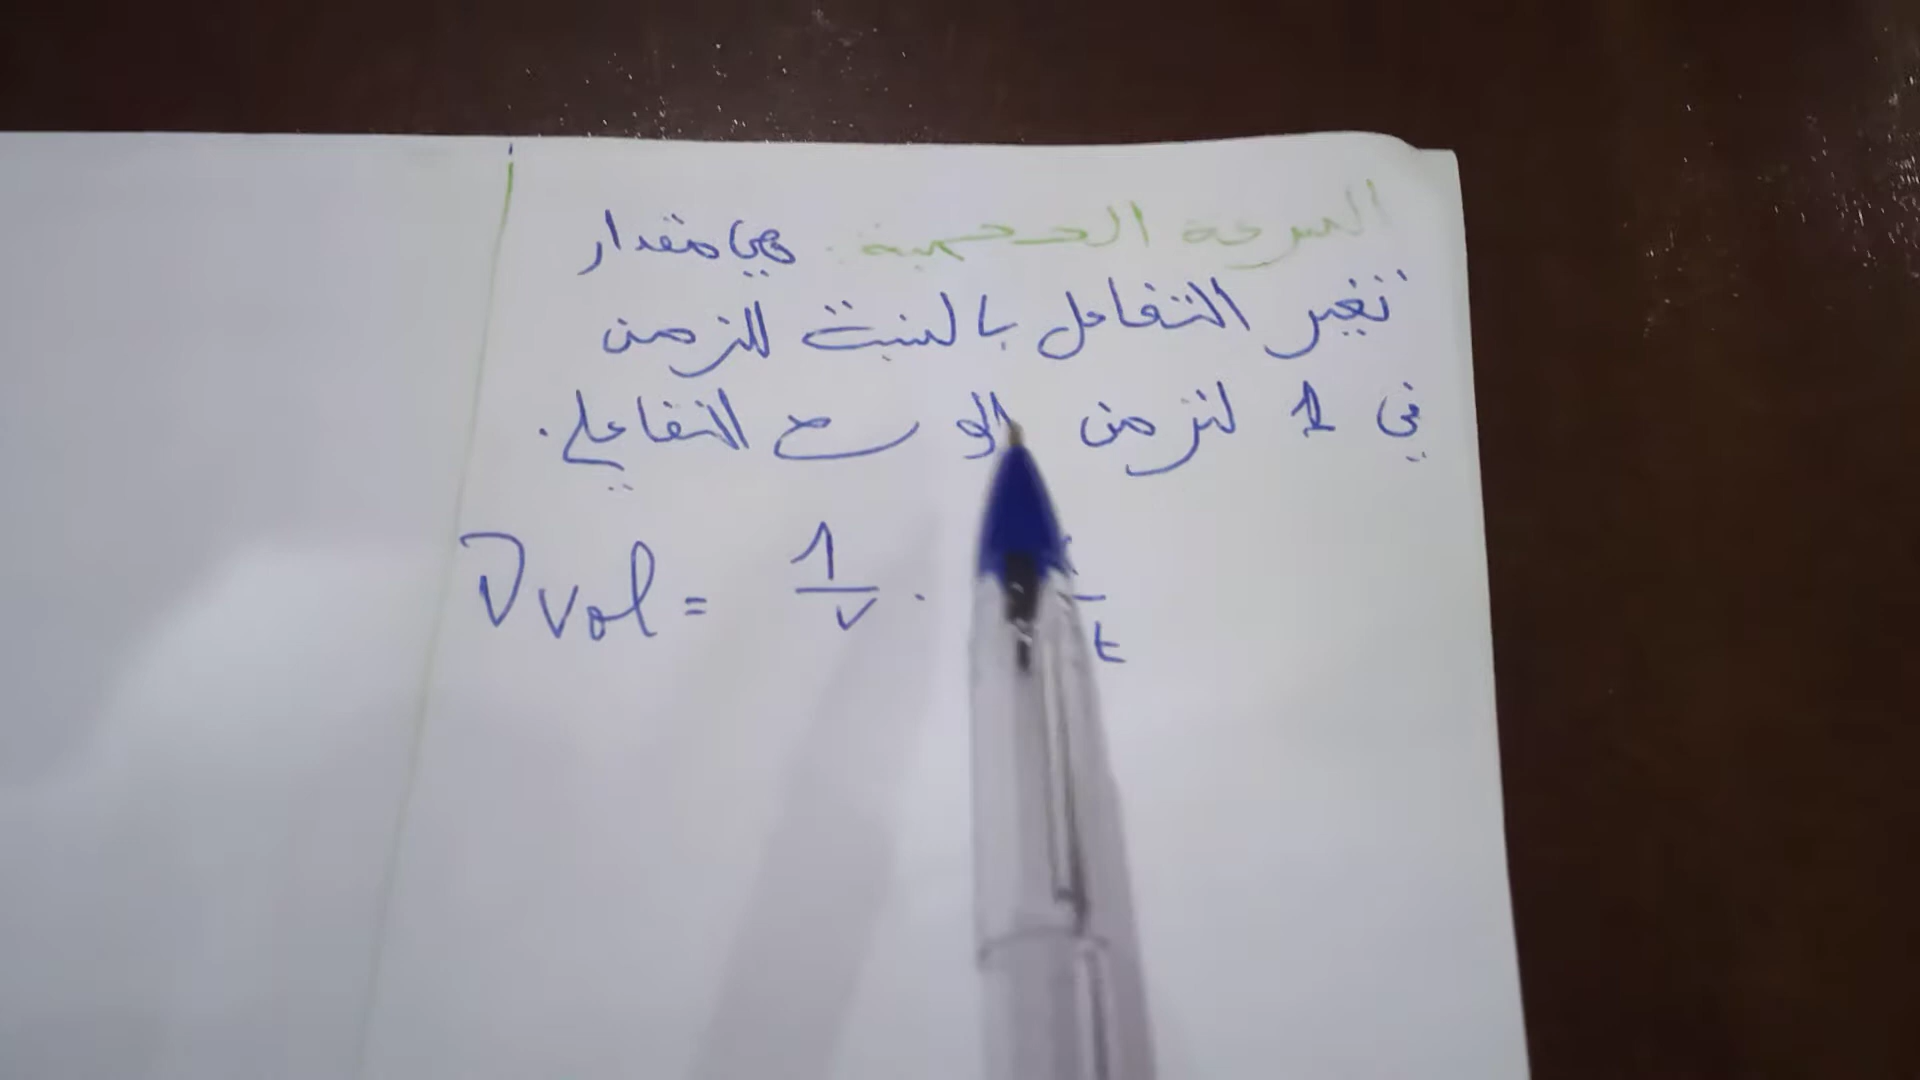 السرعة الحجمية: هي مقدار
تغير التفاعل بالنسبة للزمن
في 1 لتر من الوسط التفاعلي.
Vvol = 1/v . t